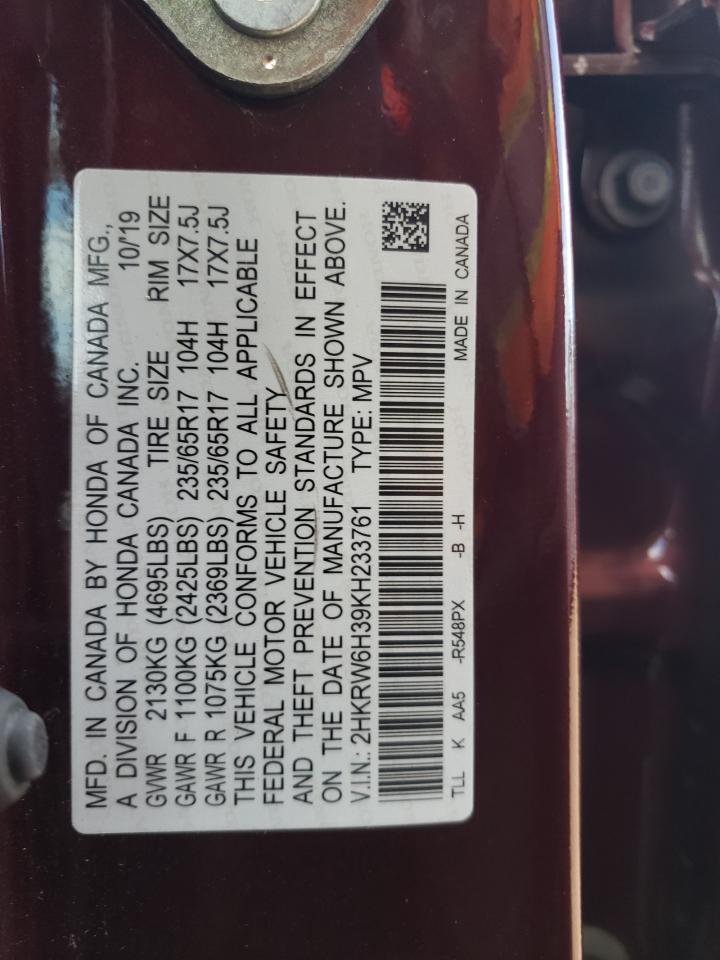 MFD. IN CANADA BY HONDA OF CANADA MFG.,
A DIVISION OF HONDA CANADA INC. 10/'19
GVWR 2130KG (4695LBS) TIRE SIZE RIM SIZE
GAWR F 1100KG (2425LBS) 235/65R17 104H 17X7.5J
GAWR R 1075KG (2369LBS) 235/65R17 104H 17X7.5J
THIS VEHICLE CONFORMS TO ALL APPLICABLE
FEDERAL MOTOR VEHICLE SAFETY
AND THEFT PREVENTION STANDARDS IN EFFECT
ON THE DATE OF MANUFACTURE SHOWN ABOVE.
V.I.N.: 2HKRW6H39KH233761 TYPE: MPV
TLL K AA5 -R548PX -B -H MADE IN CANADA